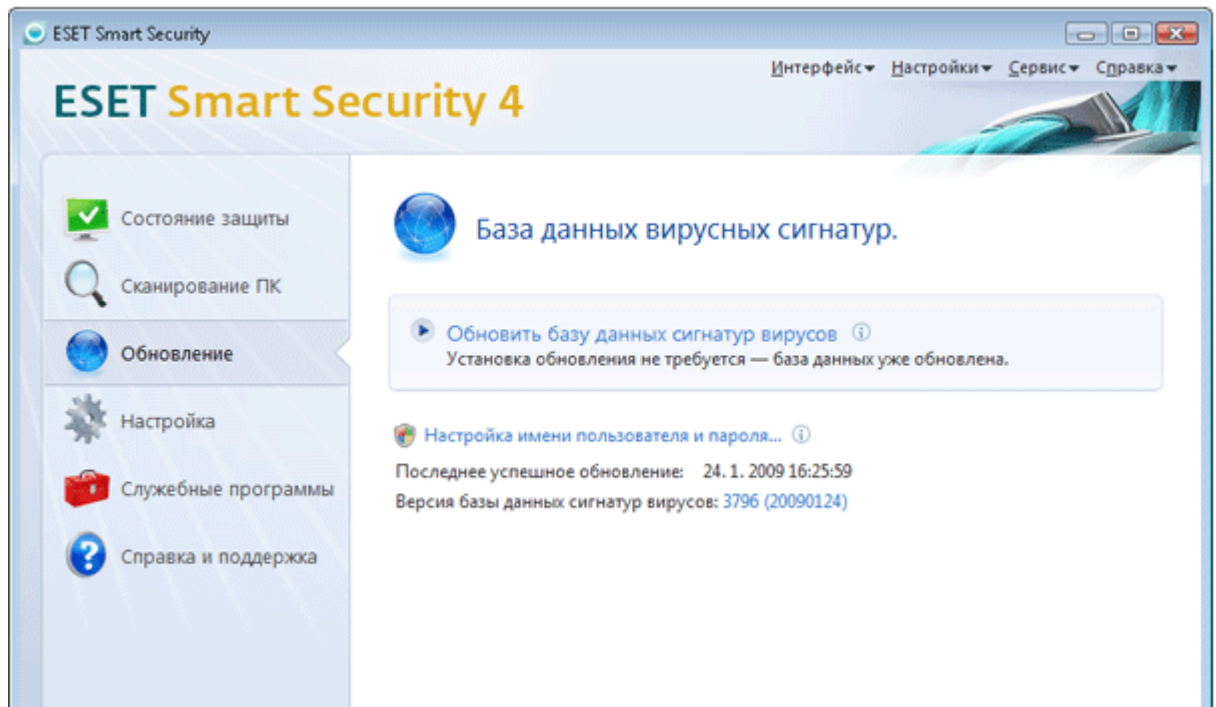 ESET Smart Security
Интерфейс Настройки Сервис Справка
ESET Smart Security 4
Состояние защиты
Сканирование ПК
Обновление
Настройка
Служебные программы
Справка и поддержка
База данных вирусных сигнатур.
Обновить базу данных сигнатур вирусов
Установка обновления не требуется — база данных уже обновлена.
Настройка имени пользователя и пароля...
Последнее успешное обновление: 24. 1. 2009 16:25:59
Версия базы данных сигнатур вирусов: 3796 (20090124)